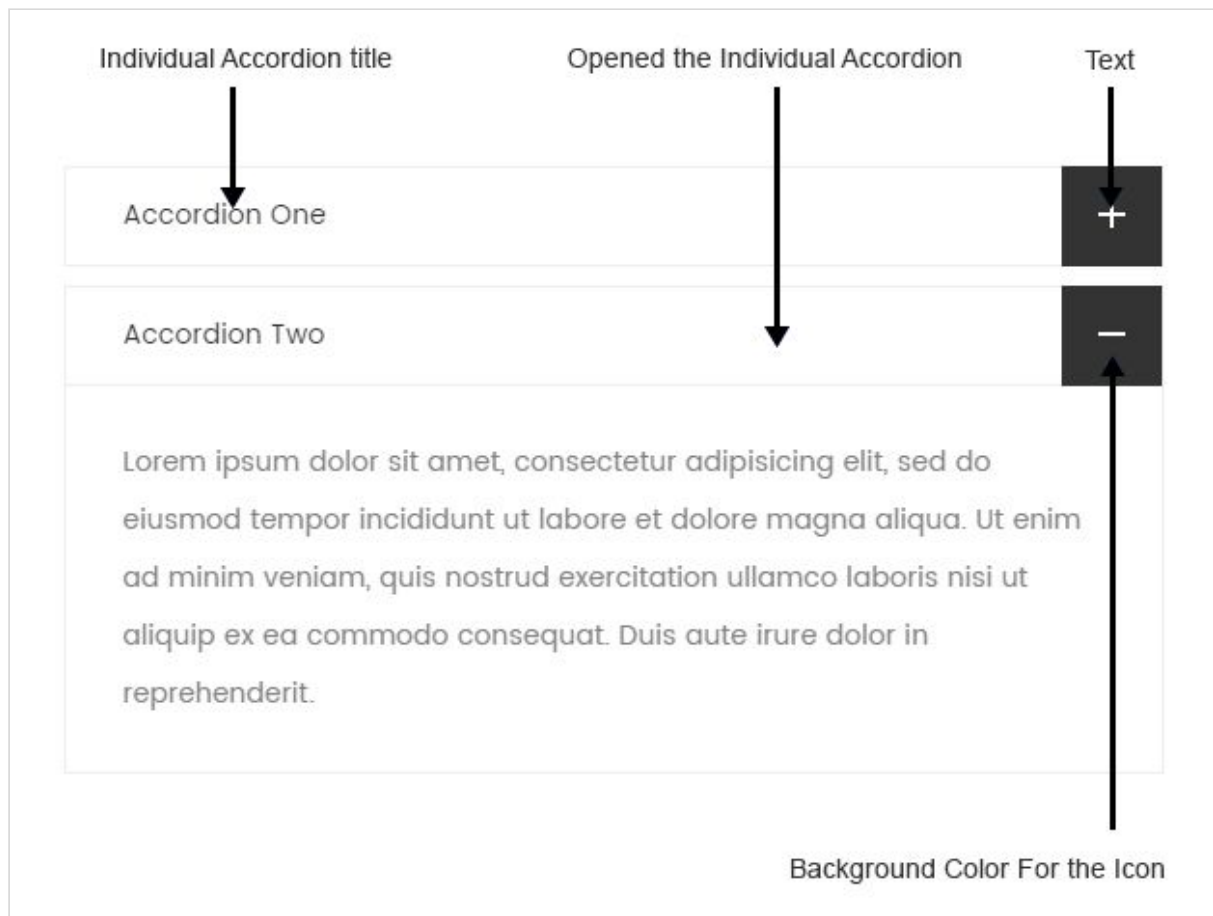 Individual Accordion title
Opened the Individual Accordion
Text
Accordion One
+
Accordion Two
−
Lorem ipsum dolor sit amet, consectetur adipisicing elit, sed do
eiusmod tempor incididunt ut labore et dolore magna aliqua. Ut enim
ad minim veniam, quis nostrud exercitation ullamco laboris nisi ut
aliquip ex ea commodo consequat. Duis aute irure dolor in
reprehenderit.
Background Color For the Icon